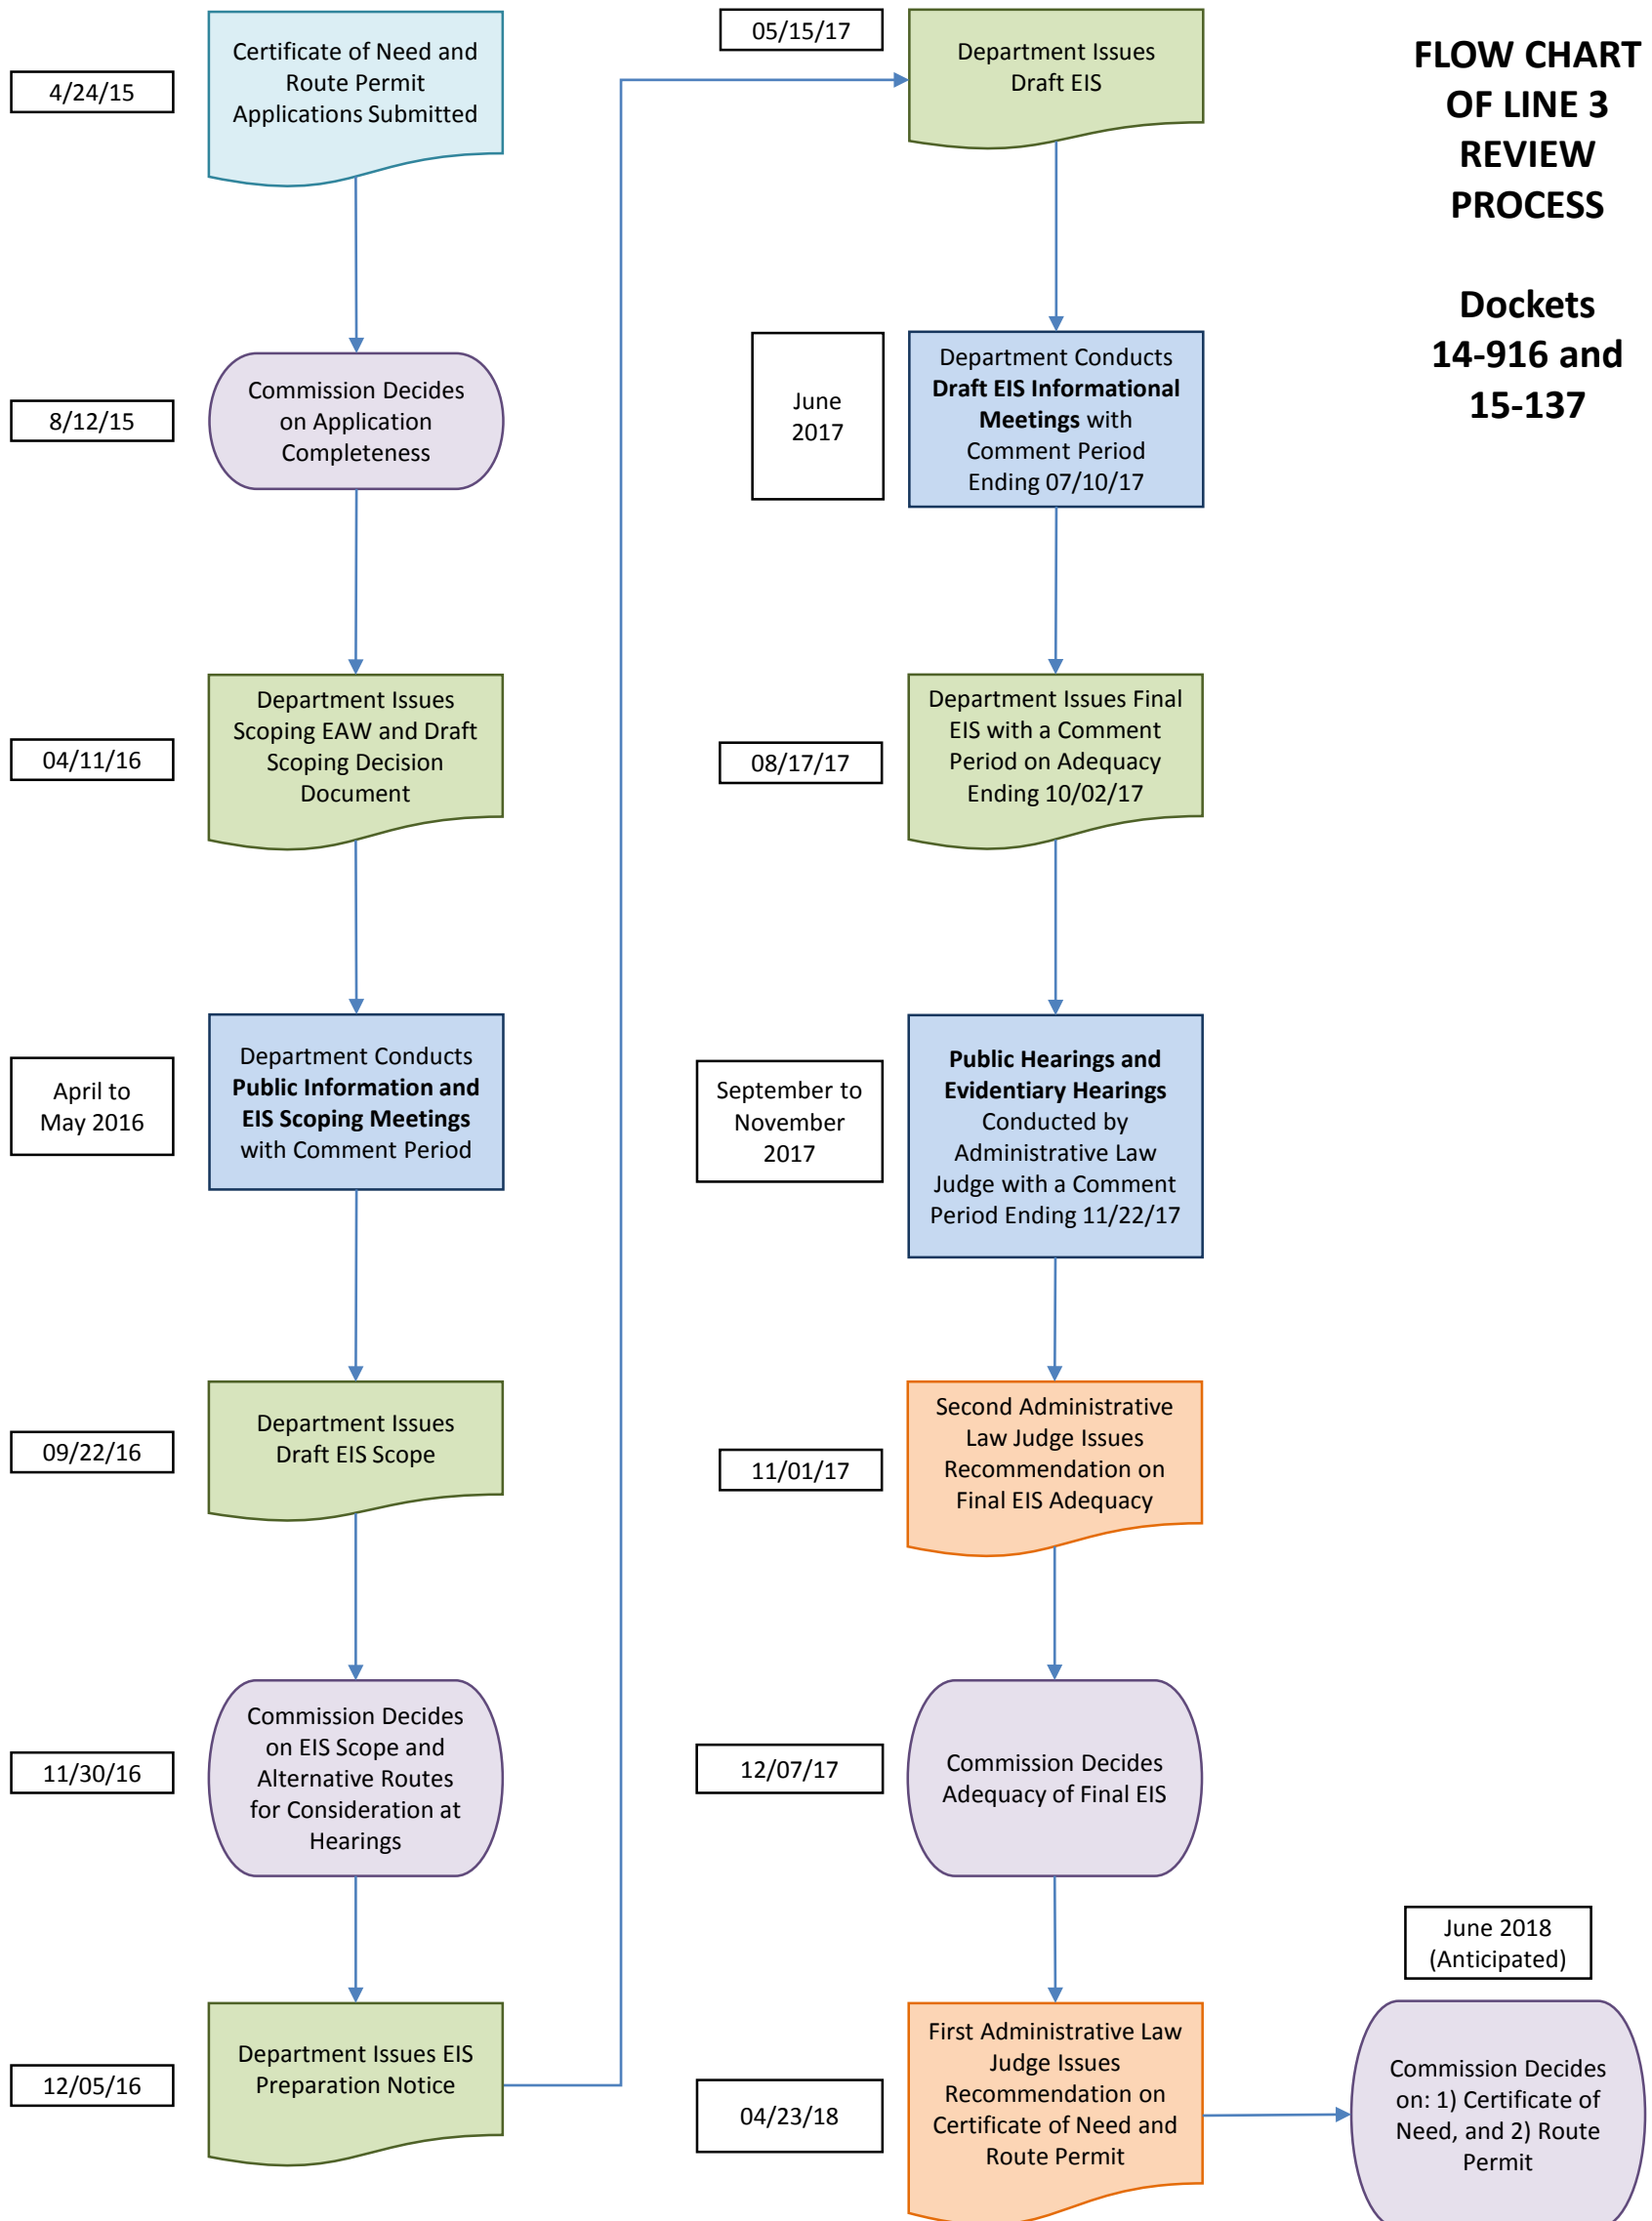 FLOW CHART
OF LINE 3
REVIEW
PROCESS
Dockets
14-916 and
15-137
4/24/15
Certificate of Need and
Route Permit
Applications Submitted
8/12/15
Commission Decides
on Application
Completeness
04/11/16
Department Issues
Scoping EAW and Draft
Scoping Decision
Document
April to
May 2016
Department Conducts
Public Information and
EIS Scoping Meetings
with Comment Period
09/22/16
Department Issues
Draft EIS Scope
11/30/16
Commission Decides
on EIS Scope and
Alternative Routes
for Consideration at
Hearings
12/05/16
Department Issues EIS
Preparation Notice
05/15/17
Department Issues
Draft EIS
June
2017
Department Conducts
Draft EIS Informational
Meetings with
Comment Period
Ending 07/10/17
08/17/17
Department Issues Final
EIS with a Comment
Period on Adequacy
Ending 10/02/17
September to
November
2017
Public Hearings and
Evidentiary Hearings
Conducted by
Administrative Law
Judge with a Comment
Period Ending 11/22/17
11/01/17
Second Administrative
Law Judge Issues
Recommendation on
Final EIS Adequacy
12/07/17
Commission Decides
Adequacy of Final EIS
04/23/18
First Administrative Law
Judge Issues
Recommendation on
Certificate of Need and
Route Permit
June 2018
(Anticipated)
Commission Decides
on: 1) Certificate of
Need, and 2) Route
Permit